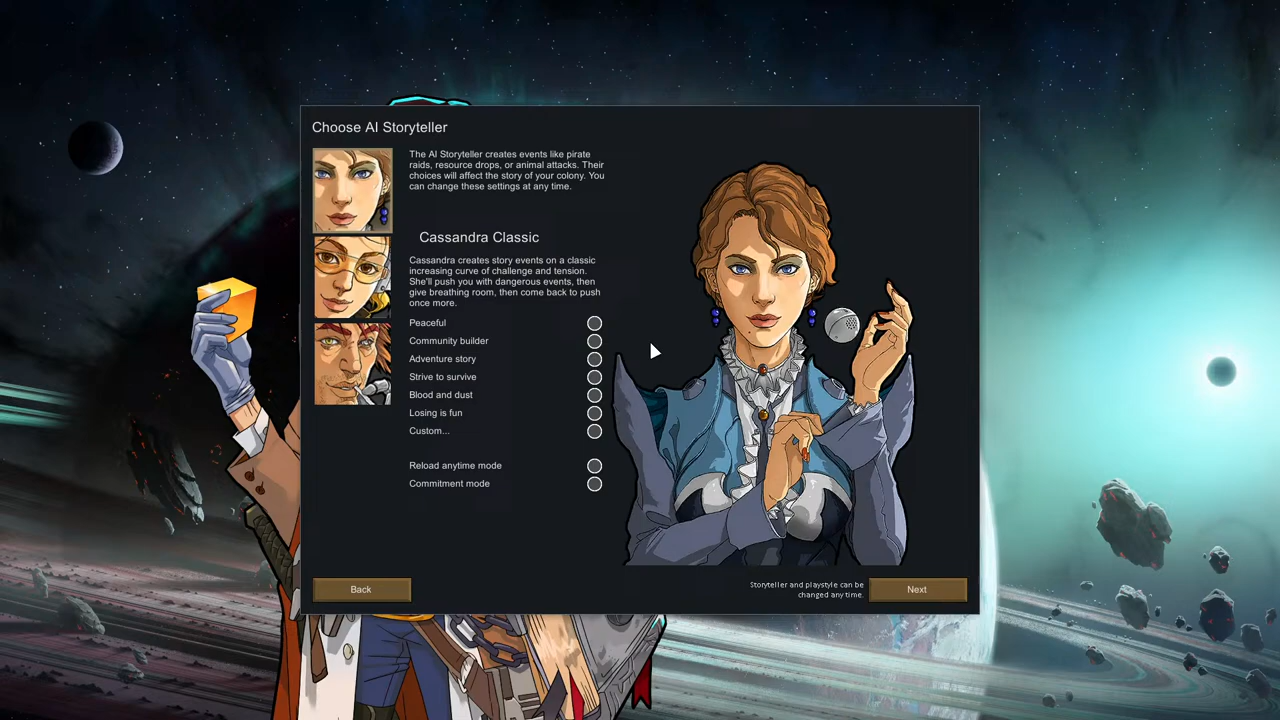 Choose AI Storyteller
The AI Storyteller creates events like pirate
raids, resource drops, or animal attacks. Their
choices will affect the story of your colony. You
can change these settings at any time.
Cassandra Classic
Cassandra creates story events on a classic
increasing curve of challenge and tension.
She'll push you with dangerous events, then
give breathing room, then come back to push
once more.
Peaceful
Community builder
Adventure story
Strive to survive
Blood and dust
Losing is fun
Custom...
Reload anytime mode
Commitment mode
Back
Storyteller and playstyle can be
changed any time.
Next